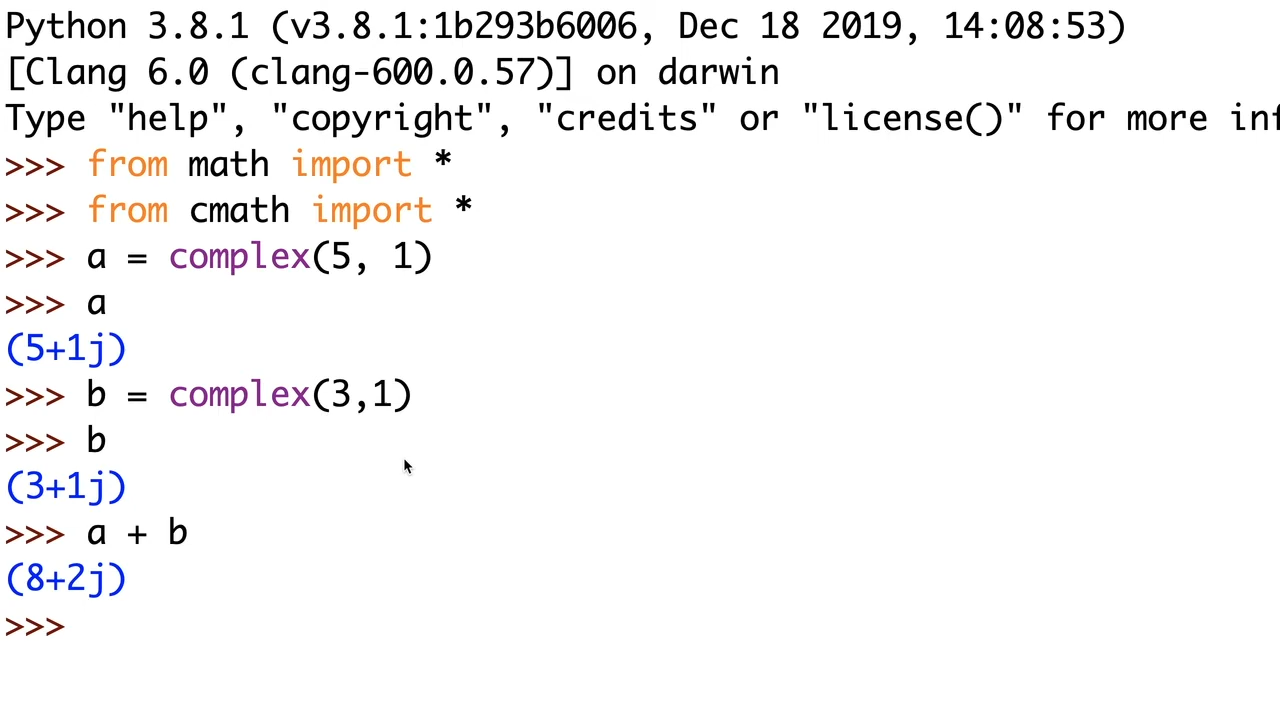 Python 3.8.1 (v3.8.1:1b293b6006, Dec 18 2019, 14:08:53)
[Clang 6.0 (clang-600.0.57)] on darwin
Type "help", "copyright", "credits" or "license()" for more
>>> from math import *
>>> from cmath import *
>>> a = complex(5, 1)
>>> a
(5+1j)
>>> b = complex(3,1)
>>> b
(3+1j)
>>> a + b
(8+2j)
>>>